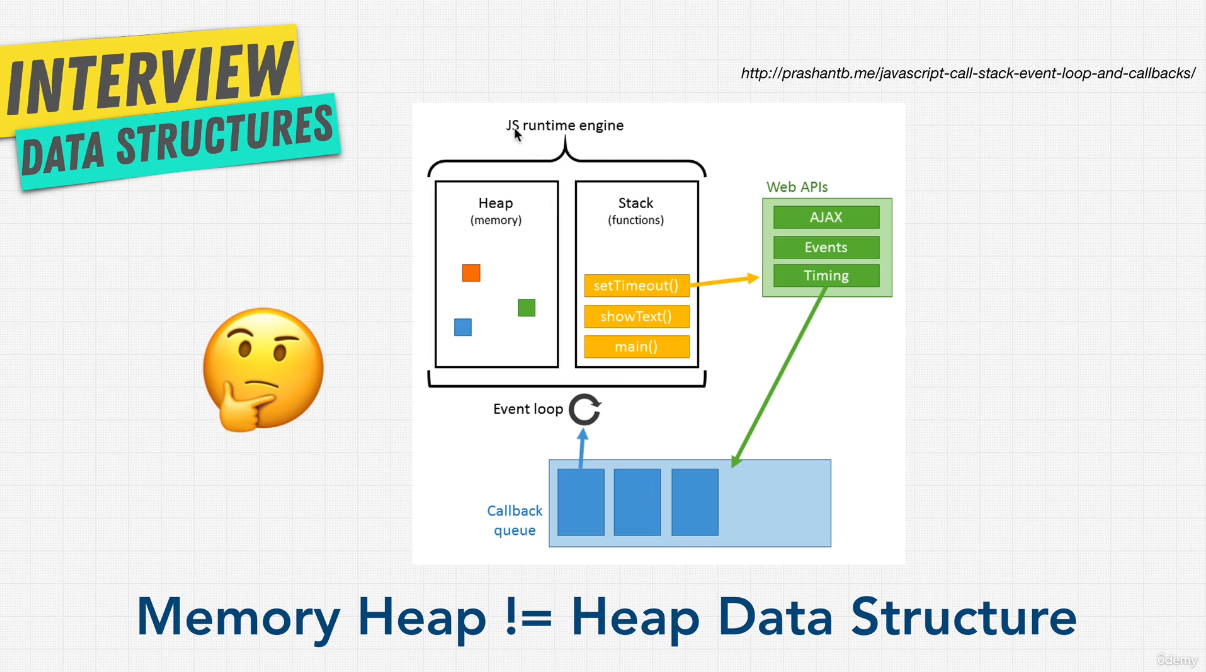 INTERVIEW
DATA STRUCTURES
http://prashantb.me/javascript-call-stack-event-loop-and-callbacks/
JS runtime engine
Heap
(memory)
Stack
(functions)
setTimeout()
showText()
main()
Web APIs
AJAX
Events
Timing
Event loop
Callback
queue
Memory Heap != Heap Data Structure
ûdemy